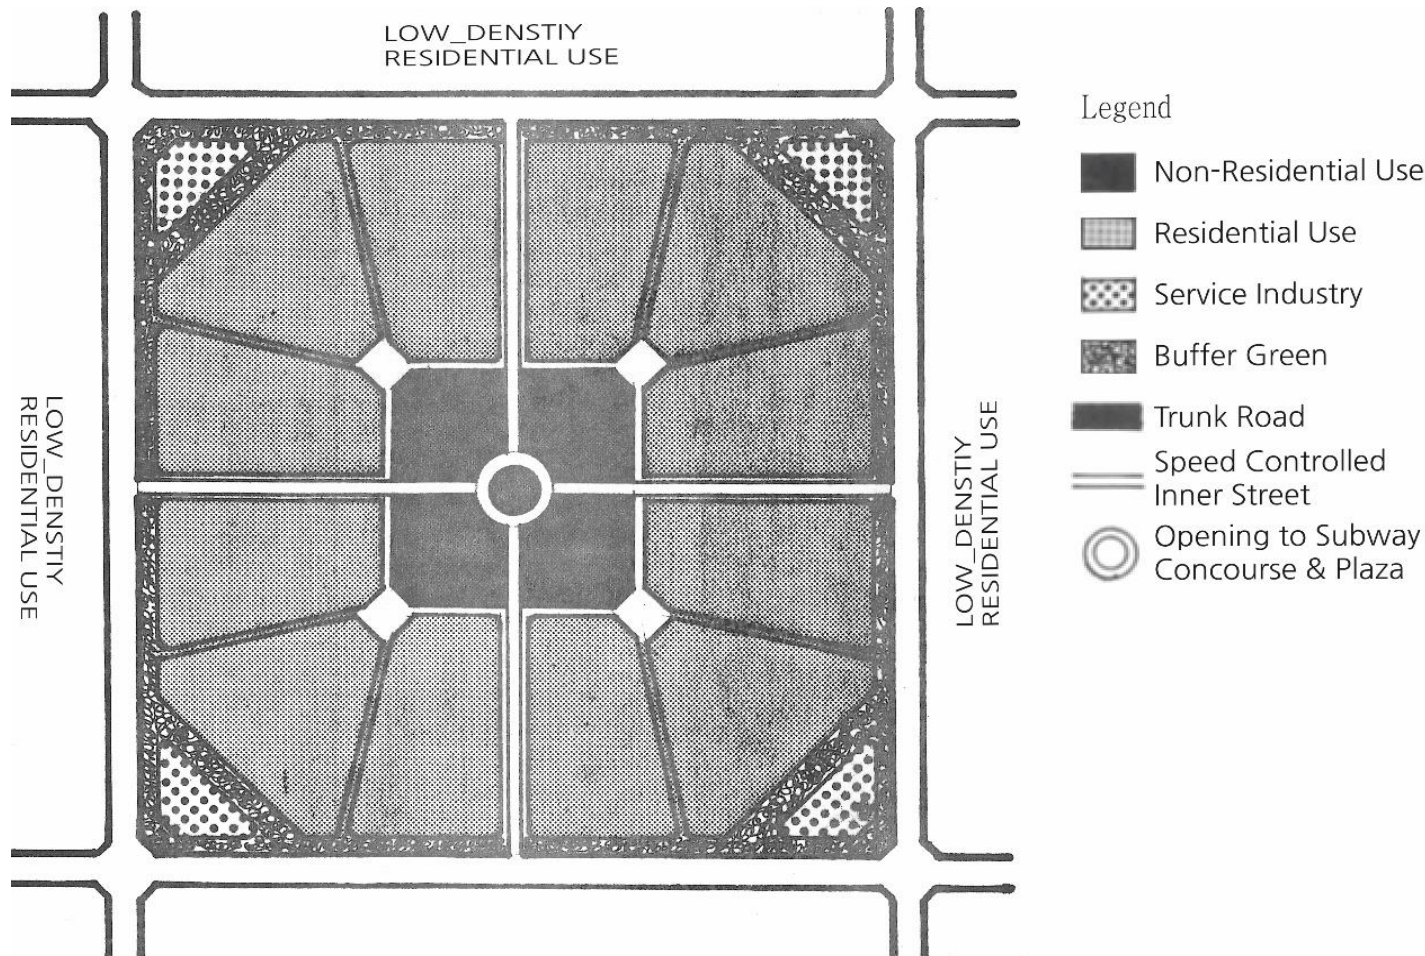 LOW_DENSTIY
RESIDENTIAL USE
LOW_DENSTIY
RESIDENTIAL USE
LOW_DENSTIY
RESIDENTIAL USE
Legend
Non-Residential Use
Residential Use
Service Industry
Buffer Green
Trunk Road
Speed Controlled
Inner Street
Opening to Subway
Concourse & Plaza